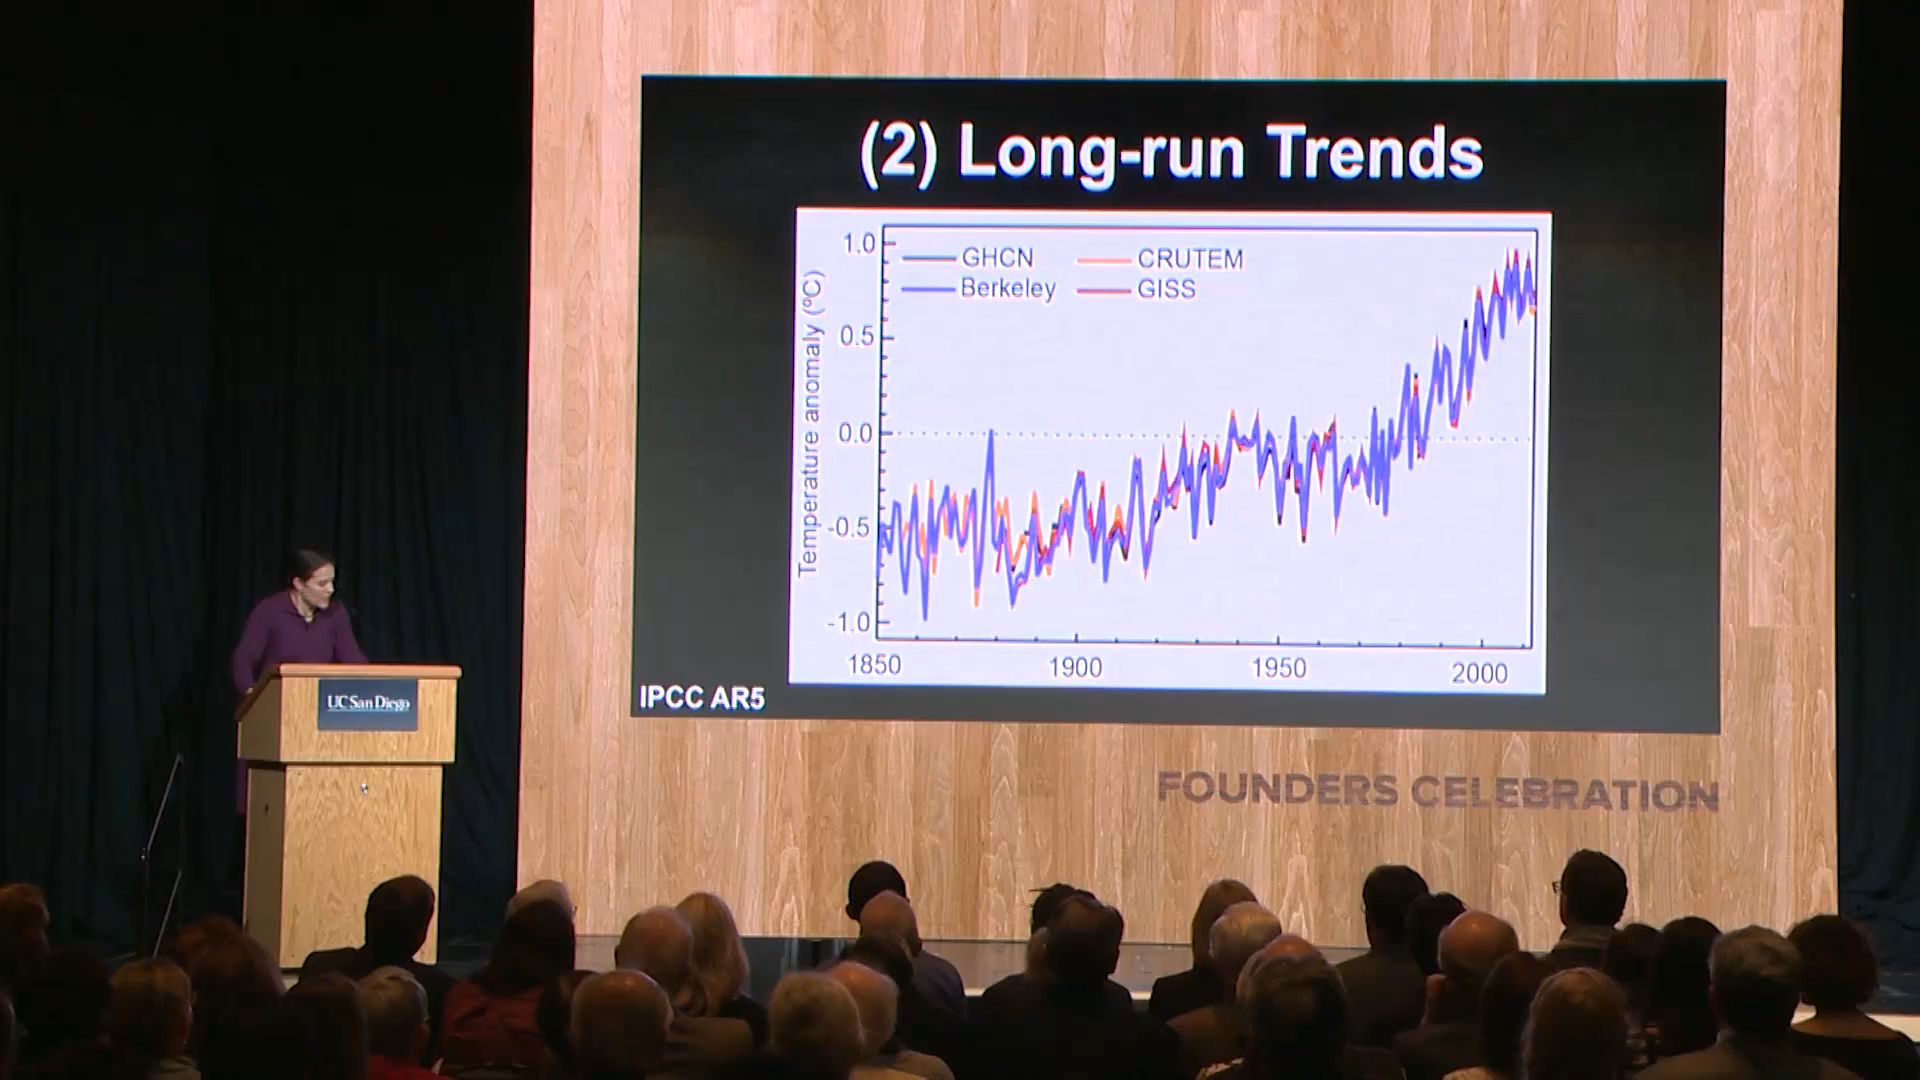 (2) Long-run Trends
1.0
0.5
0.0
-0.5
-1.0
Temperature anomaly (ºC)
GHCN
CRUTEM
Berkeley
GISS
1850
1900
1950
2000
IPCC AR5
UC San Diego
FOUNDERS CELEBRATION